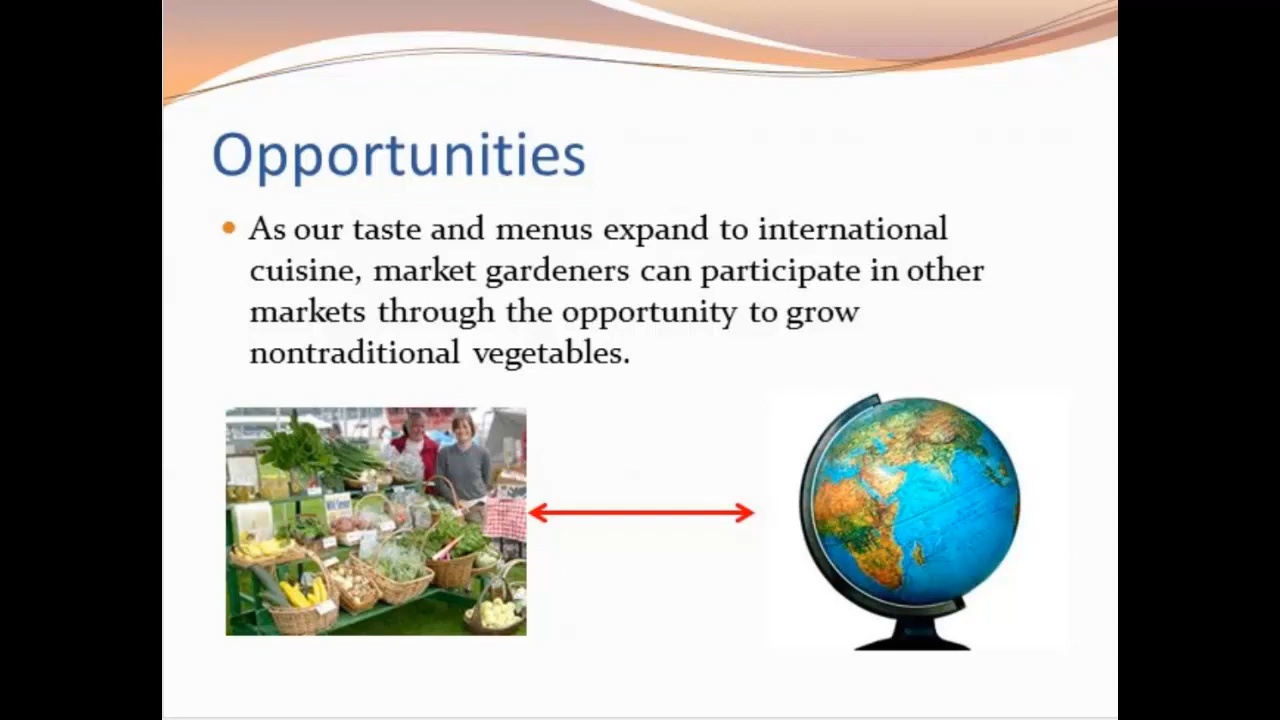 Opportunities
As our taste and menus expand to international
cuisine, market gardeners can participate in other
markets through the opportunity to grow
nontraditional vegetables.